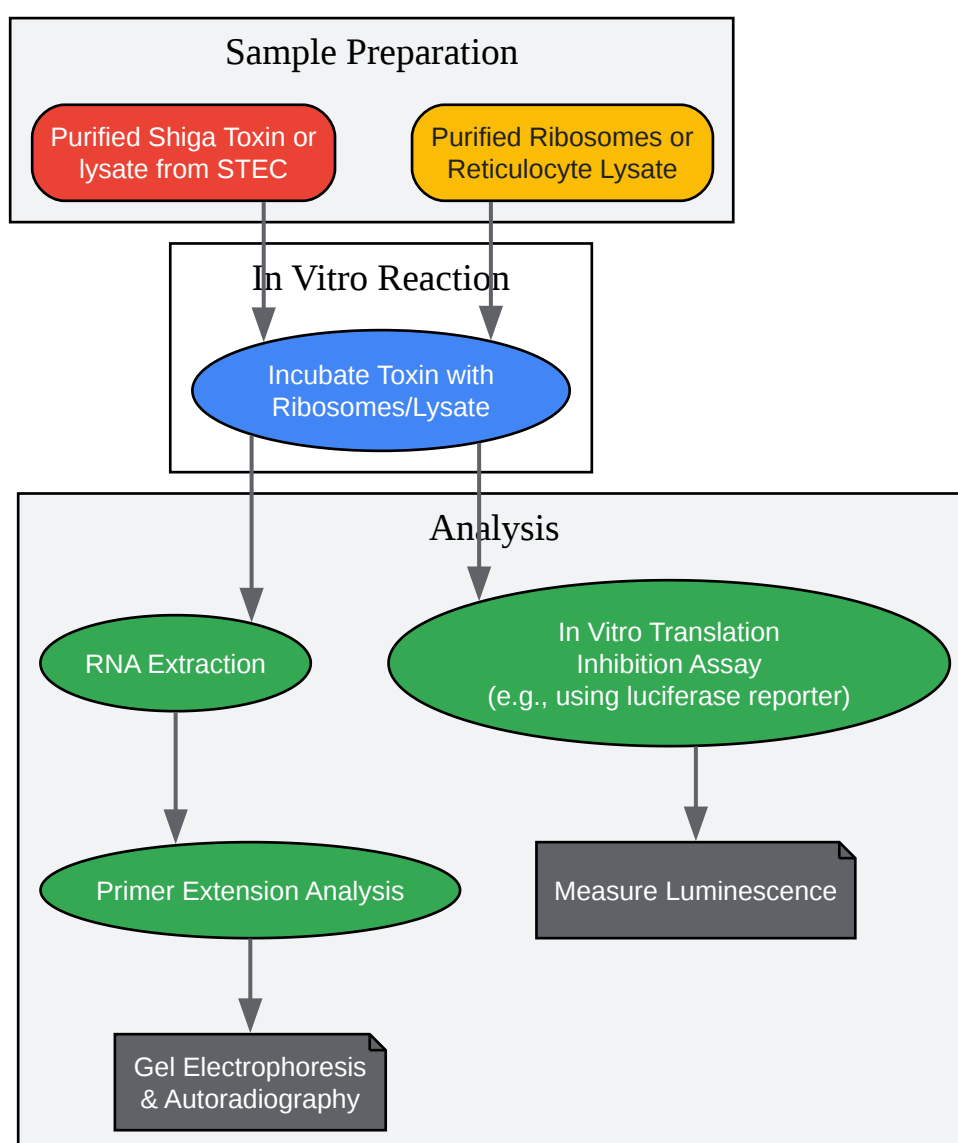 Sample Preparation
Purified Shiga Toxin or
lysate from STEC
Purified Ribosomes or
Reticulocyte Lysate
In Vitro Reaction
Incubate Toxin with
Ribosomes/Lysate
Analysis
RNA Extraction
In Vitro Translation
Inhibition Assay
(e.g., using luciferase reporter)
Primer Extension Analysis
Measure Luminescence
Gel Electrophoresis
& Autoradiography